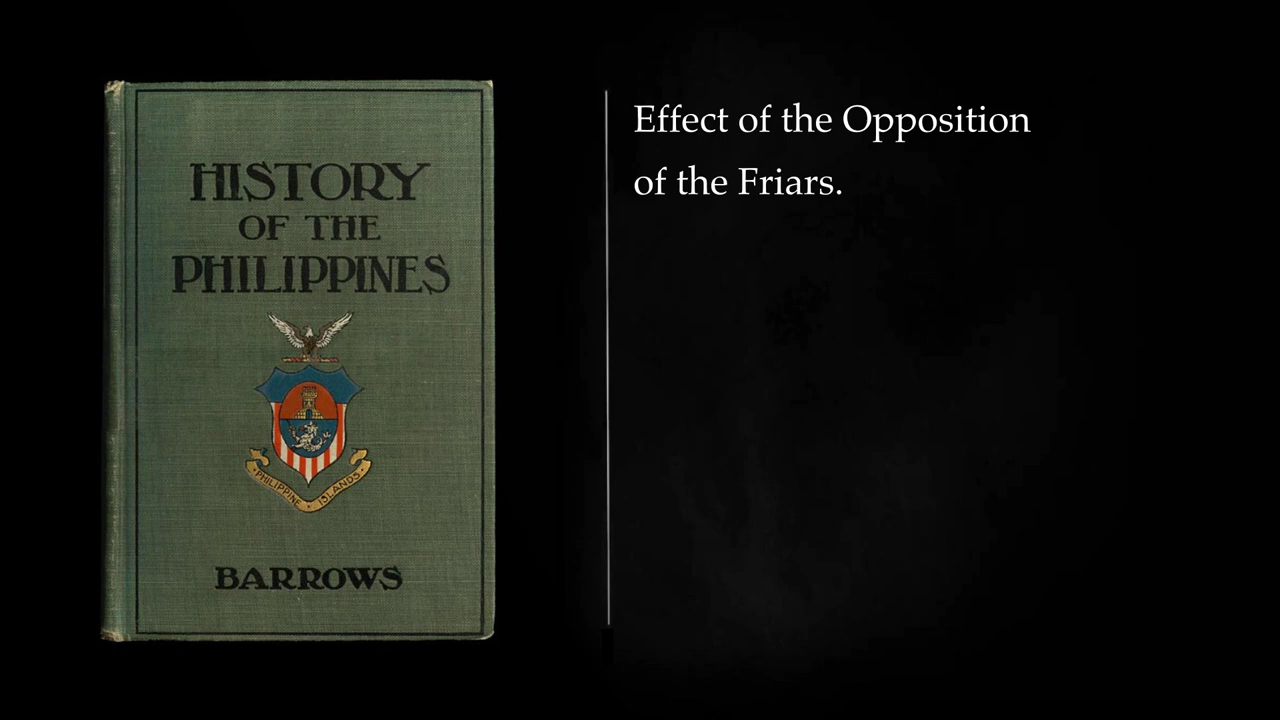 HISTORY
OF THE
PHILIPPINES
PHILIPPINE ISLANDS
BARROWS
Effect of the Opposition
of the Friars.